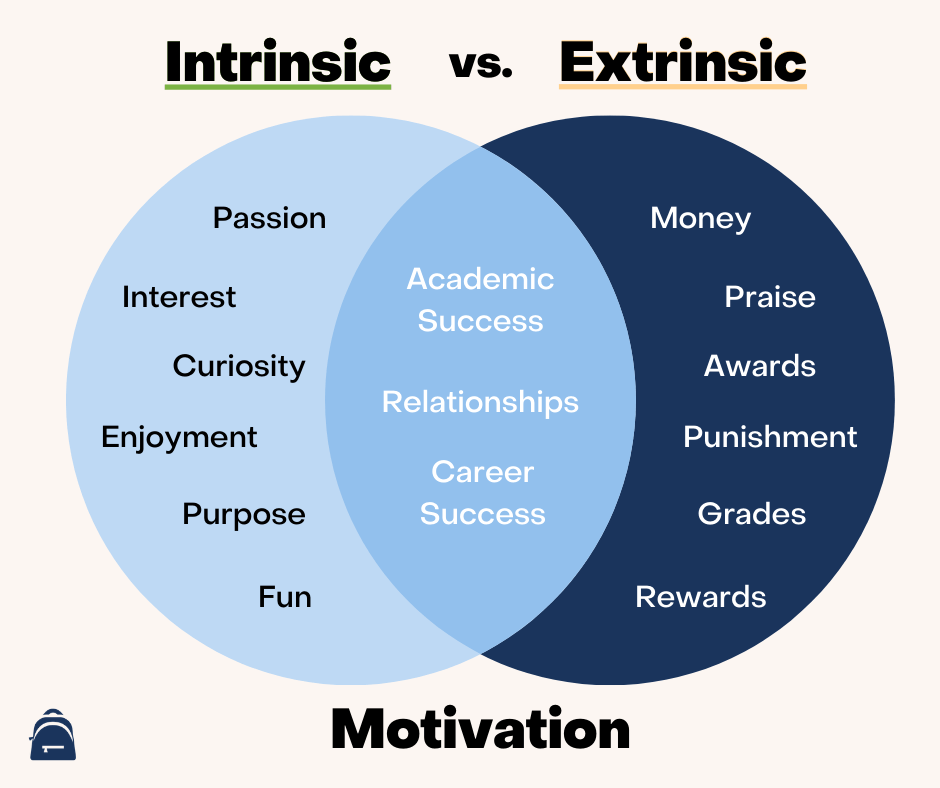 Intrinsic vs. Extrinsic
Passion
Interest
Curiosity
Enjoyment
Purpose
Fun
Academic
Success
Relationships
Career
Success
Money
Praise
Awards
Punishment
Grades
Rewards
Motivation